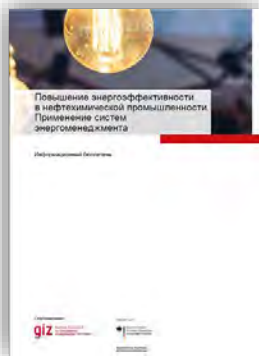 Повышение энергоэффективности
в нефтехимической промышленности.
Применение систем
энергоменеджмента
Информационный бюллетень
giz